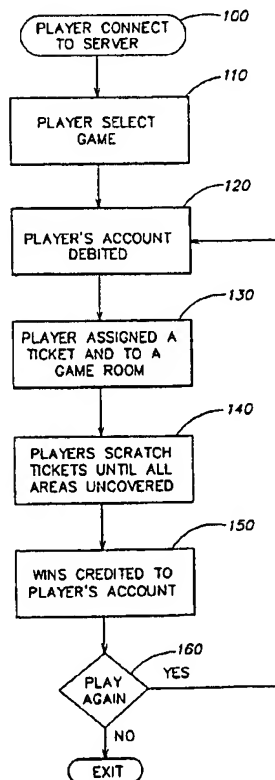 PLAYER CONNECT
TO SERVER
100
110
PLAYER SELECT
GAME
120
PLAYER'S ACCOUNT
DEBITED
130
PLAYER ASSIGNED A
TICKET AND TO A
GAME ROOM
140
PLAYERS SCRATCH
TICKETS UNTIL ALL
AREAS UNCOVERED
150
WINS CREDITED TO
PLAYER'S ACCOUNT
160
PLAY
AGAIN
YES
NO
EXIT